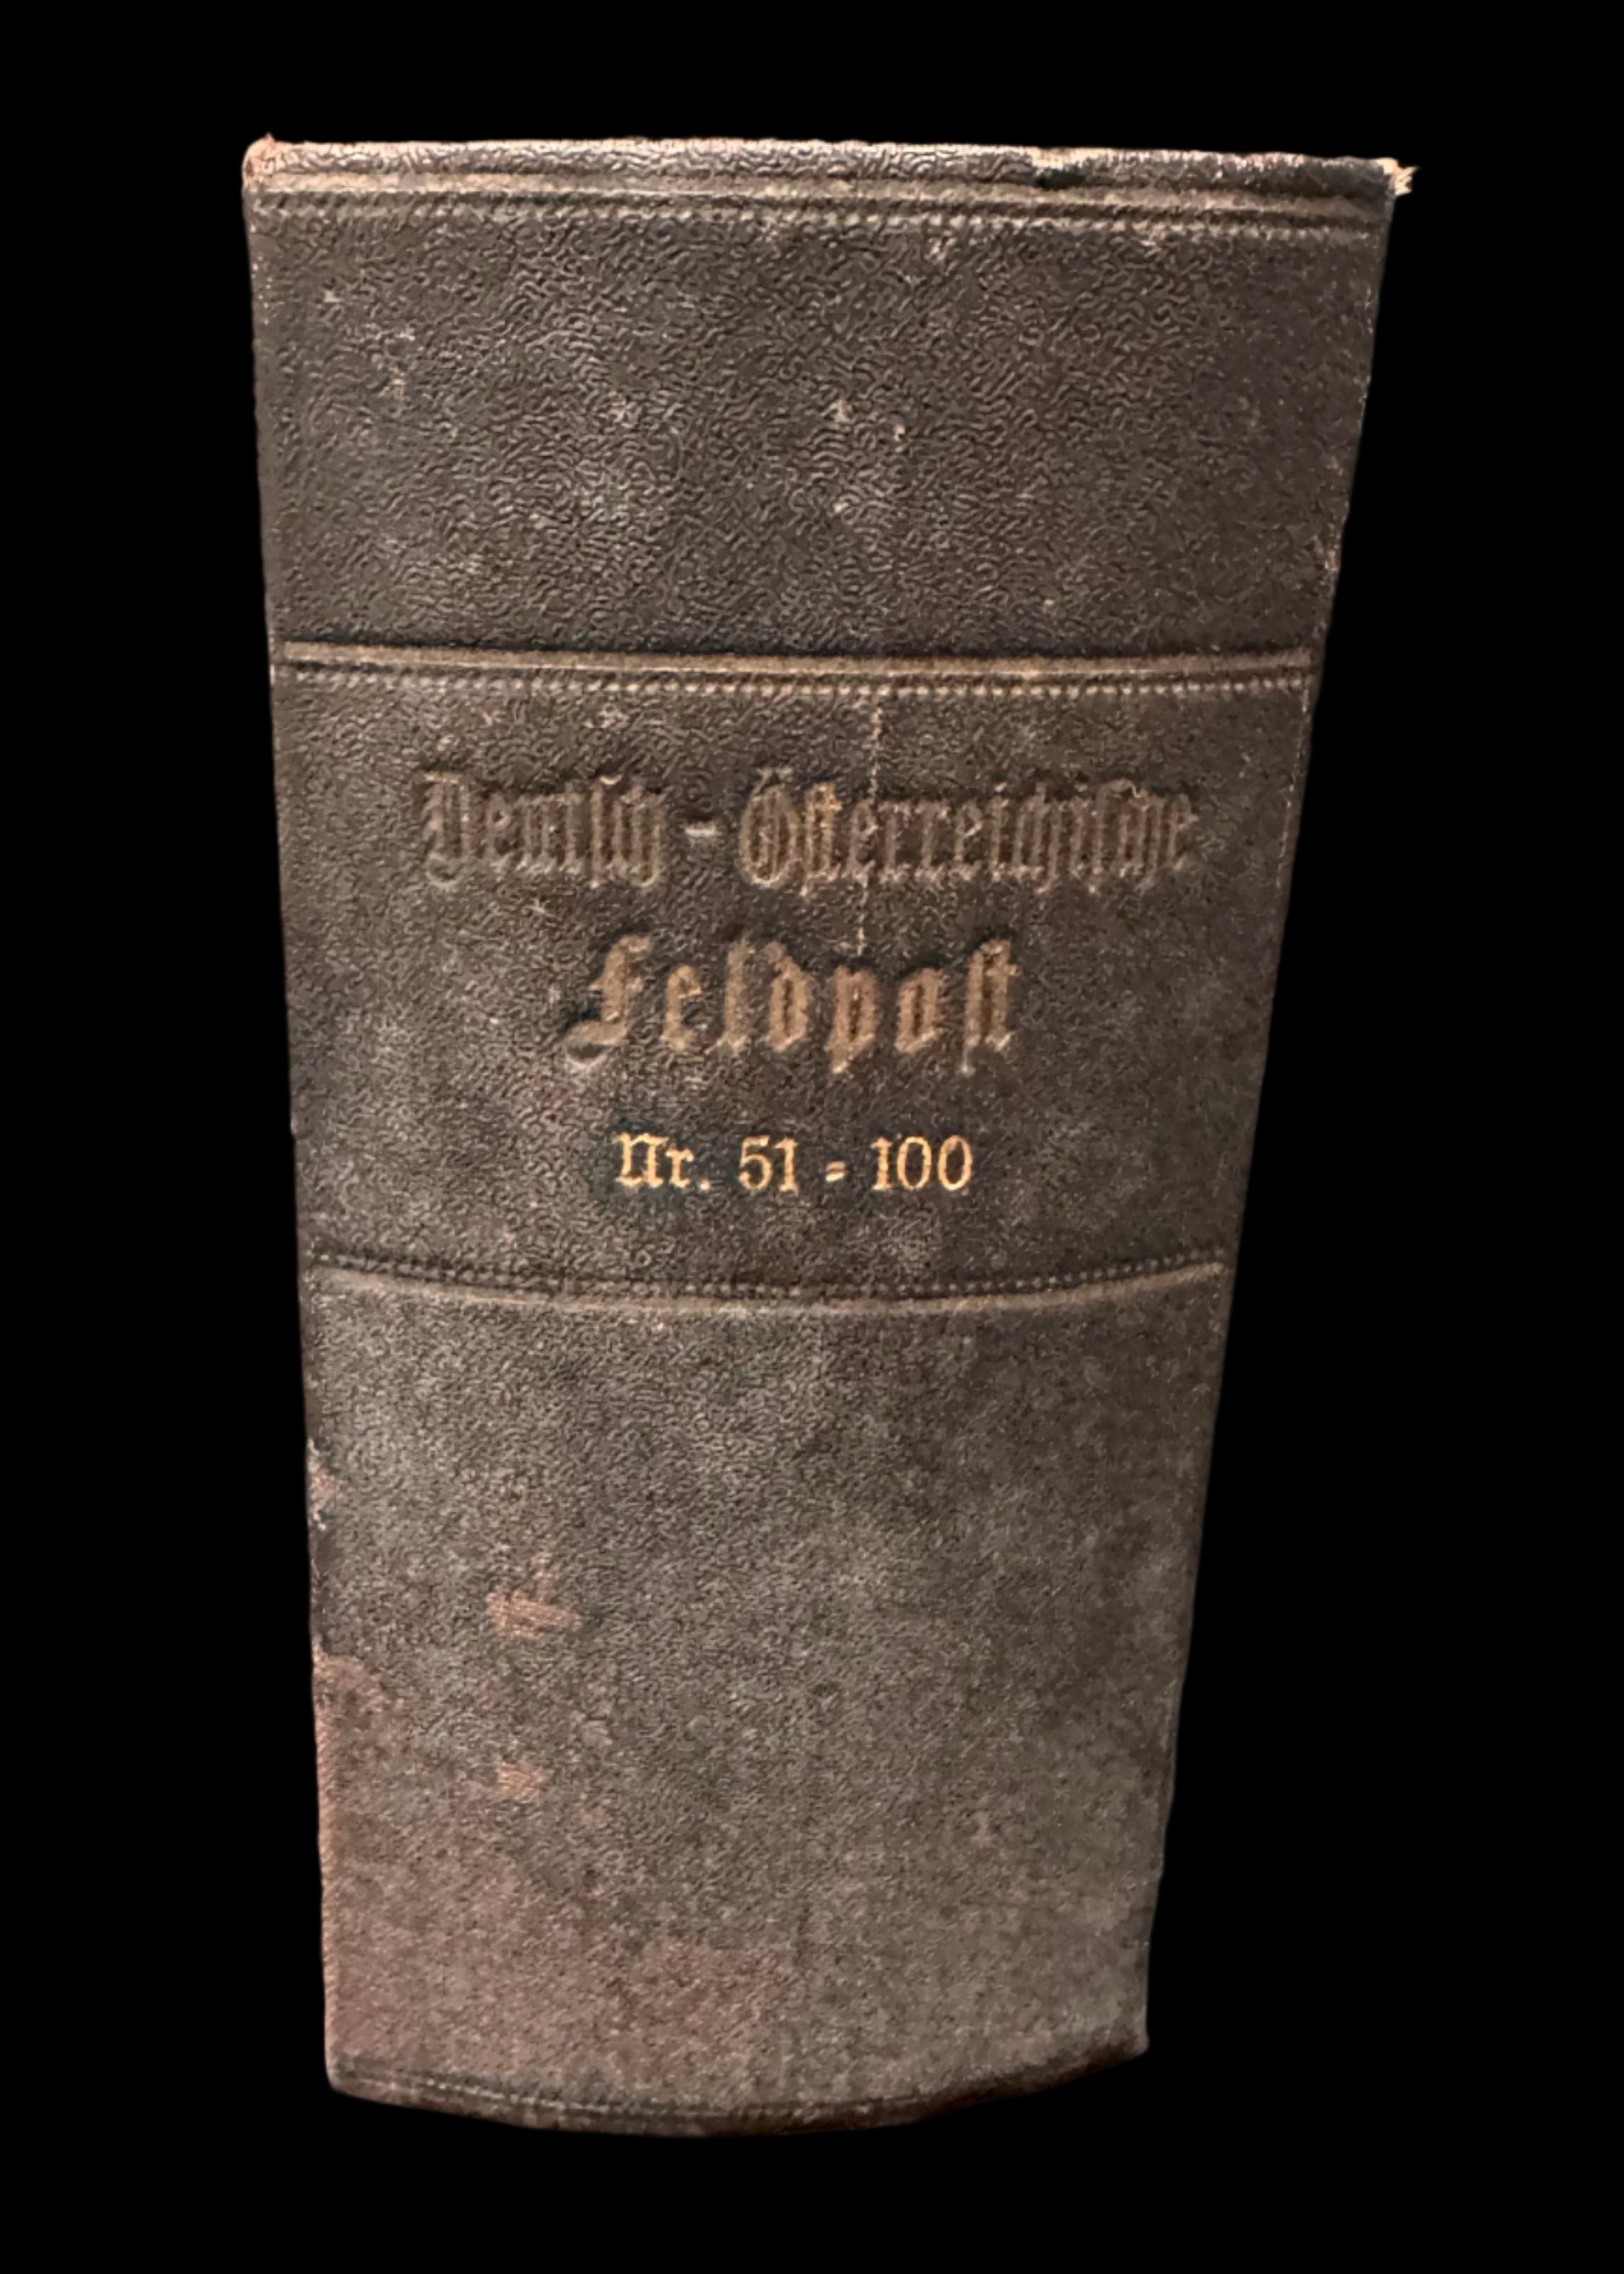 Deutsch-Österreichische
Feldpost
Nr. 51-100